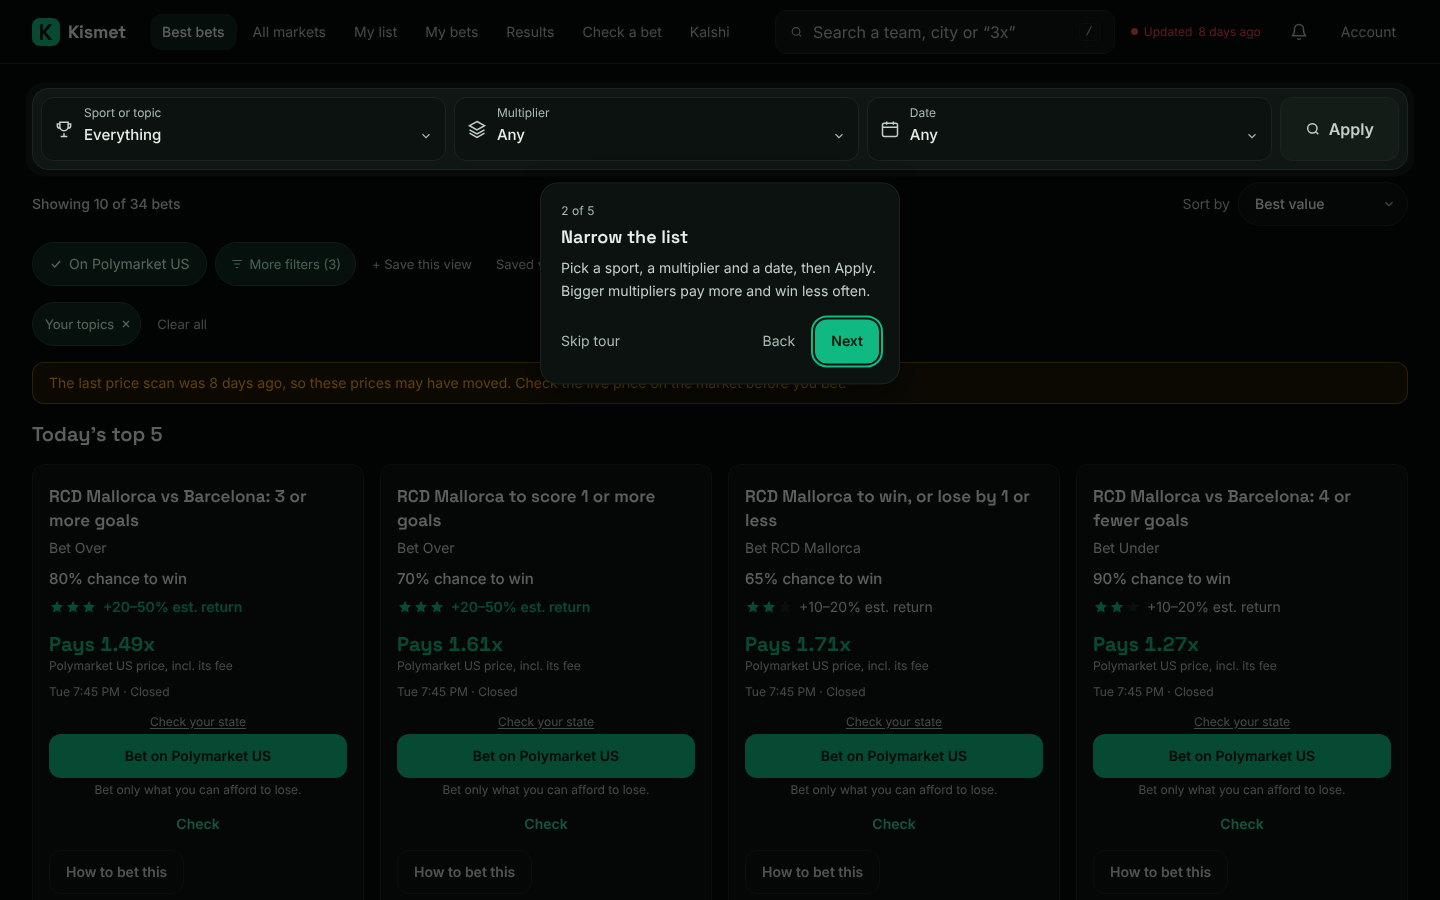 Kismet
Best bets
All markets
My list
My bets
Results
Check a bet
Kalshi
Search a team, city or “3x”
/
Updated 8 days ago
Account
Sport or topic
Everything
Multiplier
Any
Date
Any
Apply
Showing 10 of 34 bets
Sort by
Best value
2 of 5
Narrow the list
Pick a sport, a multiplier and a date, then Apply.
Bigger multipliers pay more and win less often.
Skip tour
Back
Next
On Polymarket US
More filters (3)
+ Save this view
Saved
Your topics ×
Clear all
The last price scan was 8 days ago, so these prices may have moved. Check the live price on the market before you bet.
Today’s top 5
RCD Mallorca vs Barcelona: 3 or
more goals
Bet Over
80% chance to win
+20–50% est. return
Pays 1.49x
Polymarket US price, incl. its fee
Tue 7:45 PM · Closed
Check your state
Bet on Polymarket US
Bet only what you can afford to lose.
Check
How to bet this
RCD Mallorca to score 1 or more
goals
Bet Over
70% chance to win
+20–50% est. return
Pays 1.61x
Polymarket US price, incl. its fee
Tue 7:45 PM · Closed
Check your state
Bet on Polymarket US
Bet only what you can afford to lose.
Check
How to bet this
RCD Mallorca to win, or lose by 1 or
less
Bet RCD Mallorca
65% chance to win
+10–20% est. return
Pays 1.71x
Polymarket US price, incl. its fee
Tue 7:45 PM · Closed
Check your state
Bet on Polymarket US
Bet only what you can afford to lose.
Check
How to bet this
RCD Mallorca vs Barcelona: 4 or
fewer goals
Bet Under
90% chance to win
+10–20% est. return
Pays 1.27x
Polymarket US price, incl. its fee
Tue 7:45 PM · Closed
Check your state
Bet on Polymarket US
Bet only what you can afford to lose.
Check
How to bet this